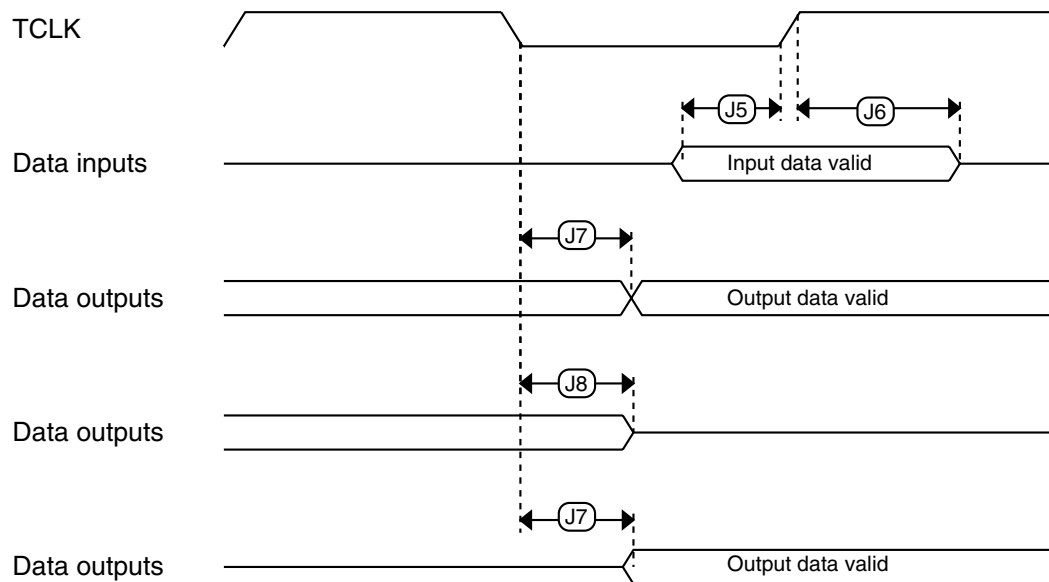 TCLK
J5
J6
Data inputs
Input data valid
J7
Data outputs
Output data valid
J8
Data outputs
J7
Data outputs
Output data valid